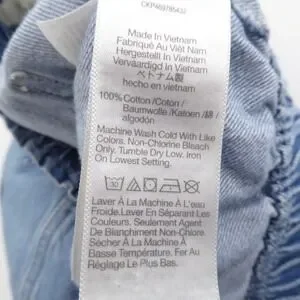 Made In Vietnam
Fabriqué Au Viêt Nam
Hergestellt In Vietnam
Vervaardigd In Vietnam
ベトナム製
Hecho en Vietnam
100% Cotton / Coton /
Baumwolle / Katoen / 綿 /
algodón
Machine Wash Cold With Like
Colors. Non-Chlorine Bleach
Only. Tumble Dry Low. Iron
On Lowest Setting.
Laver À La Machine À L'eau
Froide.Laver En Séparant Les
Couleurs. Seulement Agent
De Blanchiment Non Chloré.
Sécher À La Machine À
Basse Température. Fer Au
Réglage Le Plus Bas.